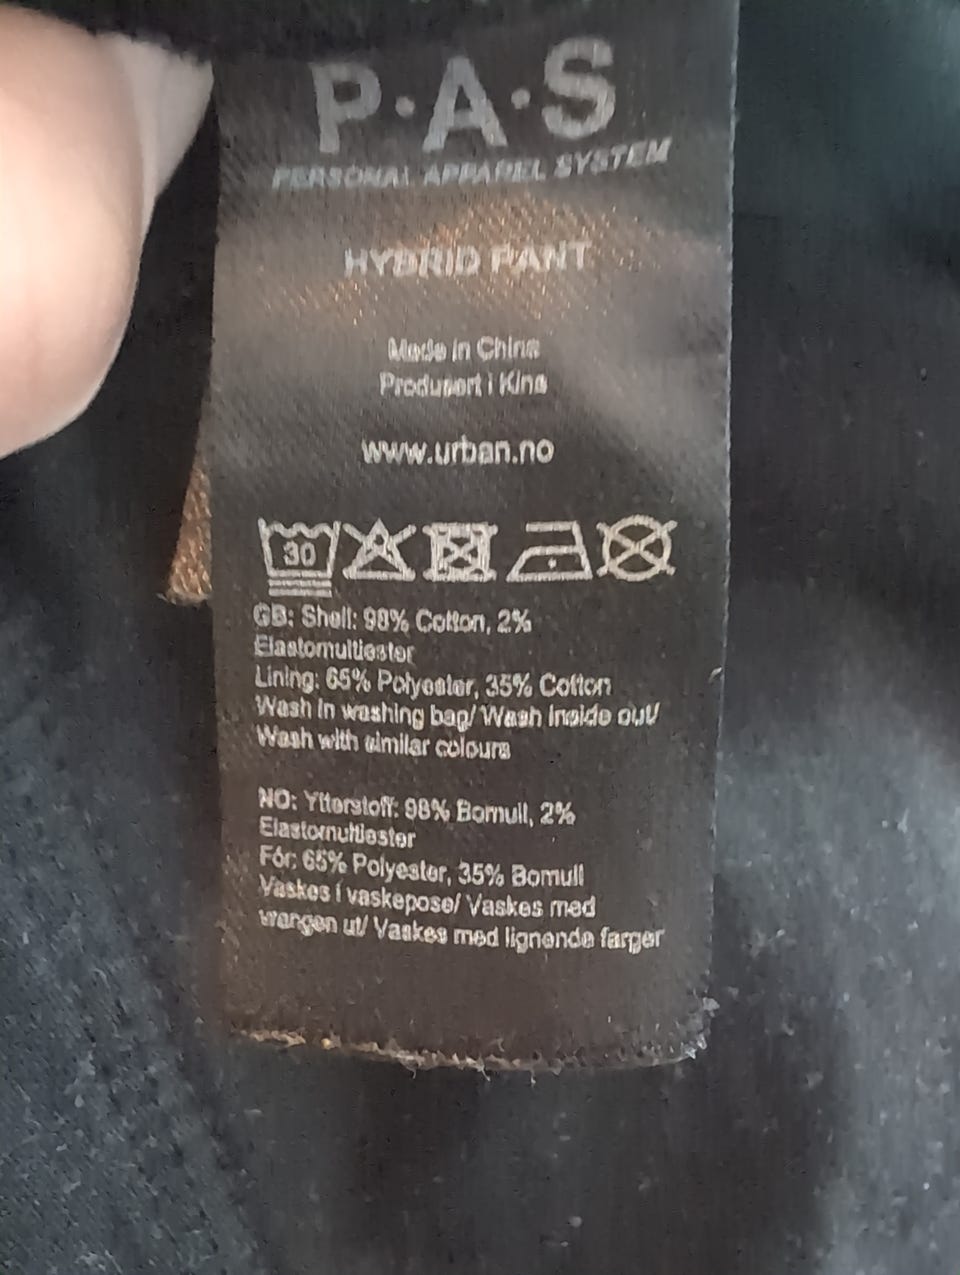 P·A·S
PERSONAL APPAREL SYSTEM
HYBRID PANT
Made in China
Produsert i Kina
www.urban.no
30
GB: Shell: 98% Cotton, 2%
Elastomultiester
Lining: 65% Polyester, 35% Cotton
Wash in washing bag/ Wash inside out/
Wash with similar colours
NO: Ytterstoff: 98% Bomull, 2%
Elastomultiester
Fór: 65% Polyester, 35% Bomull
Vaskes i vaskepose/ Vaskes med
vrangen ut/ Vaskes med lignende farger